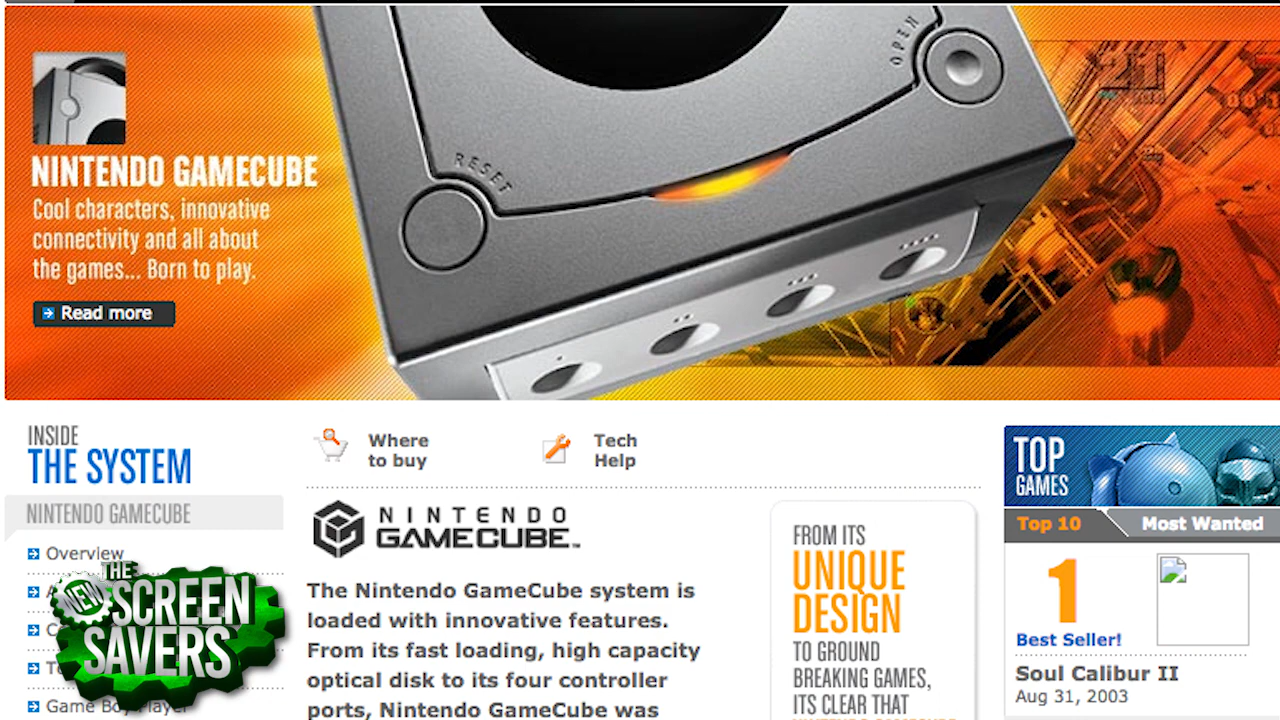 OPEN
RESET
21
NINTENDO GAMECUBE
Cool characters, innovative
connectivity and all about
the games... Born to play.
Read more
INSIDE
THE SYSTEM
NINTENDO GAMECUBE
Overview
Game Boy Player
THE
NEW
SCREEN
SAVERS
Where
to buy
Tech
Help
NINTENDO
GAMECUBE™
The Nintendo GameCube system is
loaded with innovative features.
From its fast loading, high capacity
optical disk to its four controller
ports, Nintendo GameCube was
FROM ITS
UNIQUE
DESIGN
TO GROUND
BREAKING GAMES,
ITS CLEAR THAT
NINTENDO GAMECUBE
TOP
GAMES
Top 10
Most Wanted
1
Best Seller!
Soul Calibur II
Aug 31, 2003